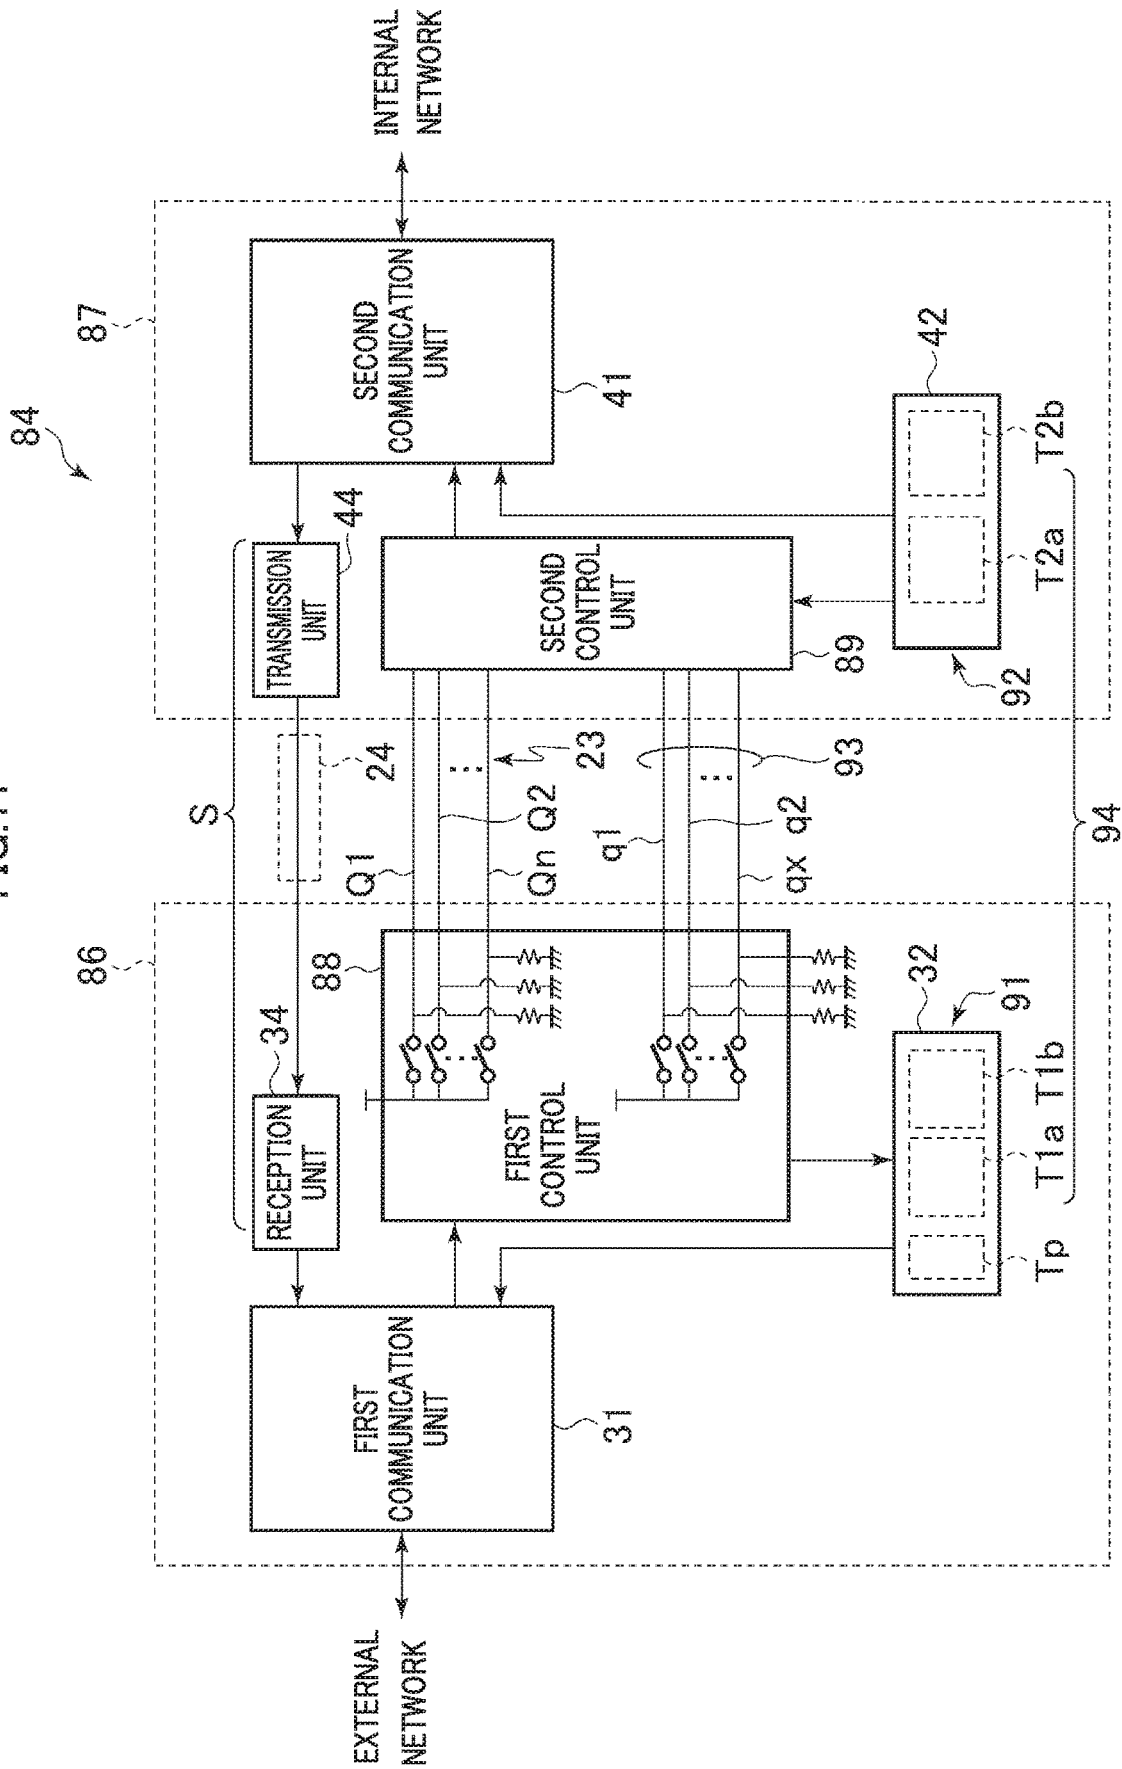 84
86
87
S
EXTERNAL
NETWORK
FIRST
COMMUNICATION
UNIT
31
RECEPTION
UNIT
34
24
TRANSMISSION
UNIT
44
SECOND
COMMUNICATION
UNIT
41
INTERNAL
NETWORK
88
FIRST
CONTROL
UNIT
Q1
Q2
Qn
23
q1
q2
qx
93
SECOND
CONTROL
UNIT
89
32
91
Tp
T1a
T1b
42
92
T2a
T2b
94